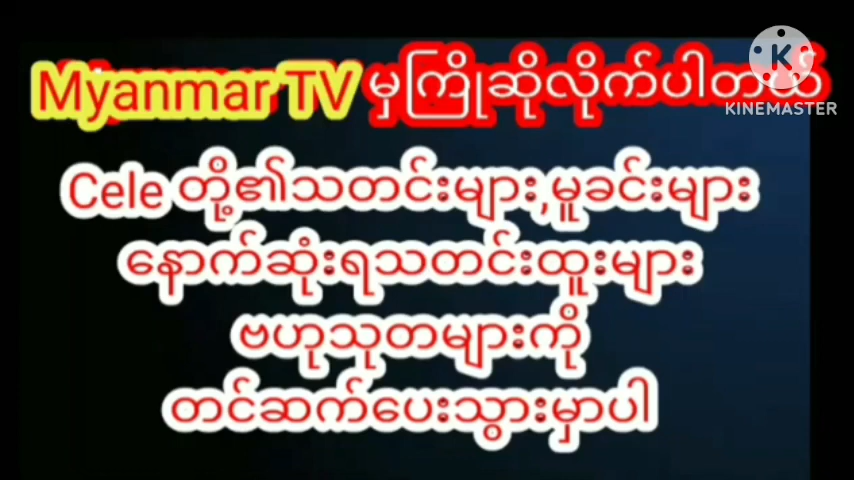 Myanmar TV မှကြိုဆိုလိုက်ပါတယ်
KINEMASTER
Cele တို့၏သတင်းများ,မူခင်းများ
နောက်ဆုံးရသတင်းထူးများ
ဗဟုသုတများကို
တင်ဆက်ပေးသွားမှာပါ